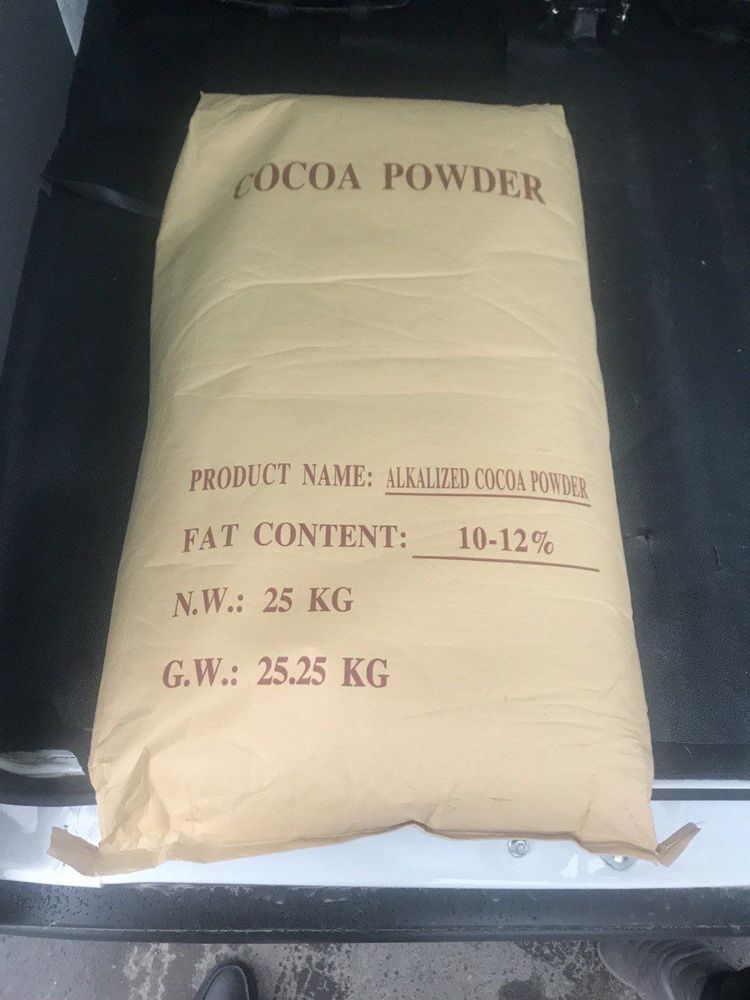 COCOA POWDER
PRODUCT NAME: ALKALIZED COCOA POWDER
FAT CONTENT: 10-12%
N.W.: 25 KG
G.W.: 25.25 KG